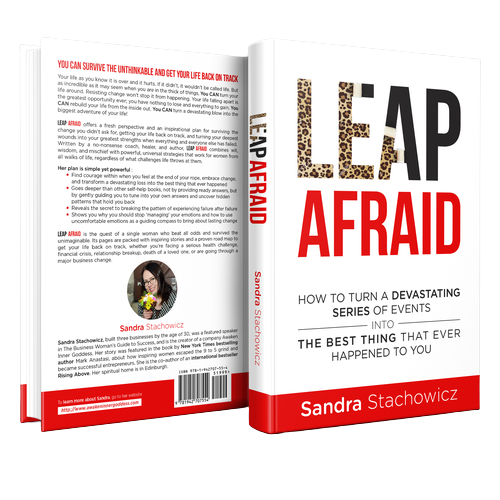 YOU CAN SURVIVE THE UNTHINKABLE AND GET YOUR LIFE BACK ON TRACK
Your life as you know it is over and it hurts. If it didn't, it wouldn't be called life. But
as incredible as it may seem when you are in the thick of things, YOU CAN turn your
life around. Resisting change won't stop it from happening. Your life falling apart is
the greatest opportunity ever; you have nothing to lose and everything to gain. You
CAN rebuild your life from the inside out. You CAN turn a devastating blow into the
biggest adventure of your life!
LEAP AFRAID offers a fresh perspective and an inspirational plan for surviving the
change you didn't ask for, getting your life back on track, and turning your deepest
wounds into your greatest strengths when everything and everyone else has failed.
Written by a no-nonsense coach, healer, and author, LEAP AFRAID combines wit,
wisdom, and mischief with powerful, universal strategies that work for women from
all walks of life, regardless of what challenges life throws at them.
Her plan is simple yet powerful :
• Find courage within when you feel at the end of your rope, embrace change,
and transform a devastating loss into the best thing that ever happened
• Goes deeper than other self-help books, not by providing ready answers, but
by gently guiding you to tune into your own answers and uncover hidden
patterns that hold you back
• Reveals the secret to breaking the pattern of experiencing failure after failure
• Shows you why you should stop 'managing' your emotions and how to use
uncomfortable emotions as a guiding compass to bring about lasting change
LEAP AFRAID is the quest of a single woman who beat all odds and survived the
unimaginable. Its pages are packed with inspiring stories and a proven road map to
get your life back on track, whether you're facing a serious health challenge,
financial crisis, relationship breakup, death of a loved one, or are going through a
major business change.
Sandra Stachowicz
Sandra Stachowicz, built three businesses by the age of 30, was a featured speaker
in The Business Woman's Guide to Success, and is the creator of a company Awaken
Inner Goddess. Her story was featured in the book by New York Times bestselling
author Mark Anastasi, about how inspiring women escaped the 9 to 5 grind and
became successful entrepreneurs. She is the co-author of an international bestseller
Rising Above. Her spiritual home is in Edinburgh.
To learn more about Sandra, go to her website
http://www.awakeninnergoddess.com/
ISBN 978-1-942707-55-4
LEAP AFRAID
Sandra Stachowicz
LEAP
AFRAID
HOW TO TURN A DEVASTATING
SERIES OF EVENTS
INTO
THE BEST THING THAT EVER
HAPPENED TO YOU
Sandra Stachowicz